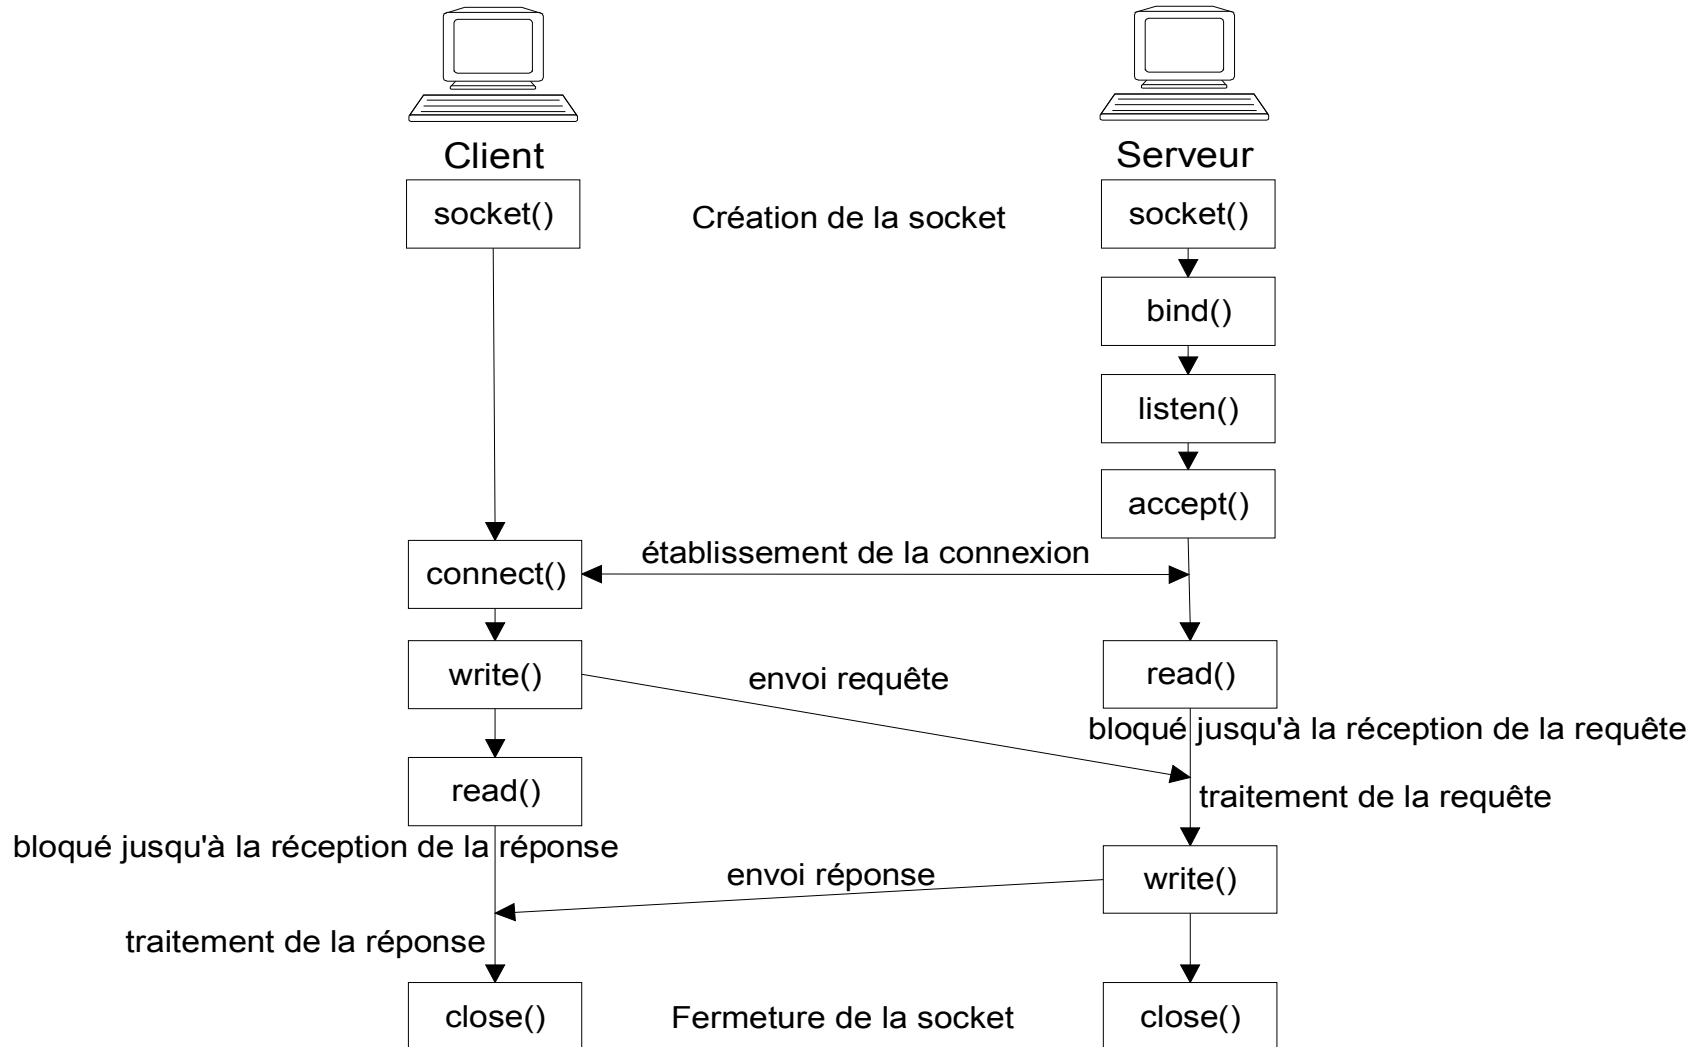 Client
Serveur
socket()
Création de la socket
socket()
bind()
listen()
accept()
établissement de la connexion
connect()
write()
envoi requête
read()
bloqué jusqu'à la réception de la requête
read()
traitement de la requête
bloqué jusqu'à la réception de la réponse
envoi réponse
write()
traitement de la réponse
close()
Fermeture de la socket
close()